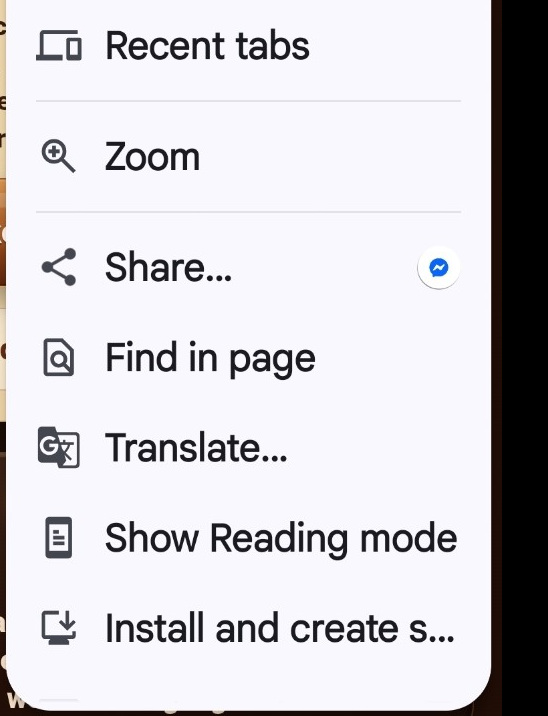 Recent tabs
Zoom
Share...
Find in page
Translate...
Show Reading mode
Install and create s...